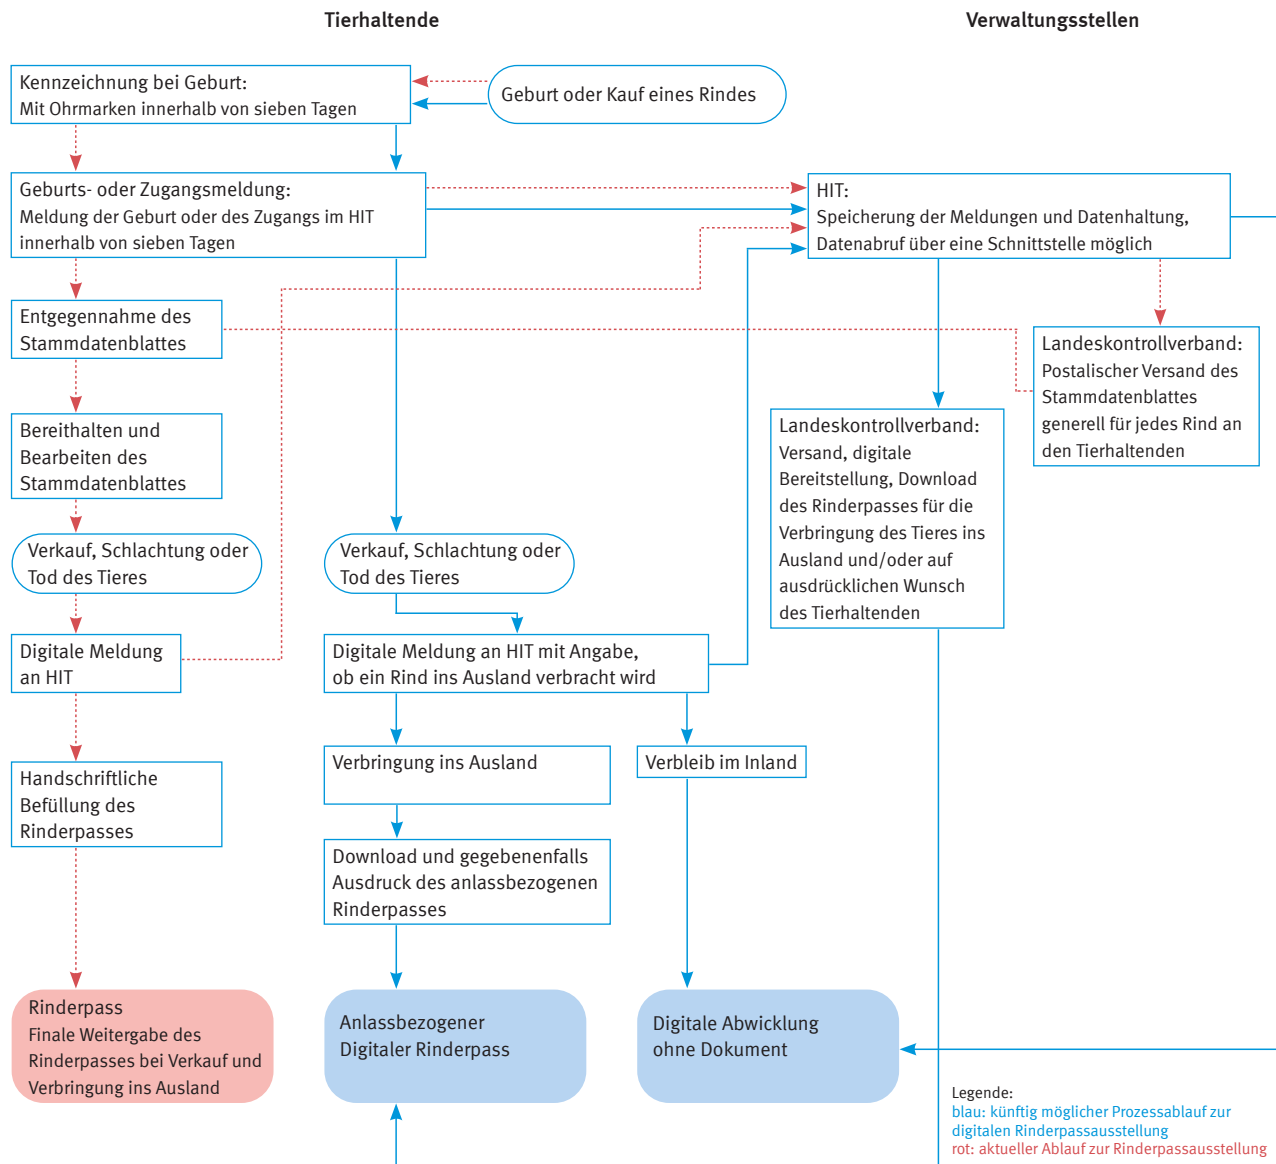 Tierhaltende
Verwaltungsstellen
Kennzeichnung bei Geburt:
Mit Ohrmarken innerhalb von sieben Tagen
Geburt oder Kauf eines Rindes
Geburts- oder Zugangsmeldung:
Meldung der Geburt oder des Zugangs im HIT
innerhalb von sieben Tagen
HIT:
Speicherung der Meldungen und Datenhaltung,
Datenabruf über eine Schnittstelle möglich
Entgegennahme des
Stammdatenblattes
Landeskontrollverband:
Postalischer Versand des
Stammdatenblattes
generell für jedes Rind an
den Tierhaltenden
Bereithalten und
Bearbeiten des
Stammdatenblattes
Landeskontrollverband:
Versand, digitale
Bereitstellung, Download
des Rinderpasses für die
Verbringung des Tieres ins
Ausland und/oder auf
ausdrücklichen Wunsch
des Tierhaltenden
Verkauf, Schlachtung oder
Tod des Tieres
Verkauf, Schlachtung oder
Tod des Tieres
Digitale Meldung
an HIT
Digitale Meldung an HIT mit Angabe,
ob ein Rind ins Ausland verbracht wird
Verbringung ins Ausland
Verbleib im Inland
Handschriftliche
Befüllung des
Rinderpasses
Download und gegebenenfalls
Ausdruck des anlassbezogenen
Rinderpasses
Rinderpass
Finale Weitergabe des
Rinderpasses bei Verkauf und
Verbringung ins Ausland
Anlassbezogener
Digitaler Rinderpass
Digitale Abwicklung
ohne Dokument
Legende:
blau: künftig möglicher Prozessablauf zur
digitalen Rinderpassausstellung
rot: aktueller Ablauf zur Rinderpassausstellung